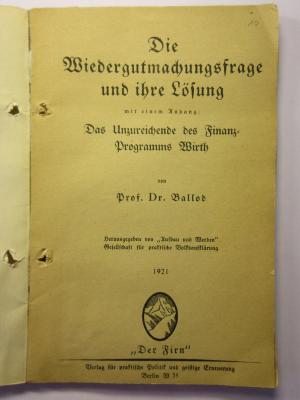 Die
Wiedergutmachungsfrage
und ihre Lösung
mit einem Anhang:
Das Unzureichende des Finanz-
Programms Wirth
von
Prof. Dr. Ballod
Herausgegeben von „Aufbau und Werden"
Gesellschaft für praktische Volksaufklärung
1921
„Der Firn"
Verlag für praktische Politik und geistige Erneuerung
Berlin W